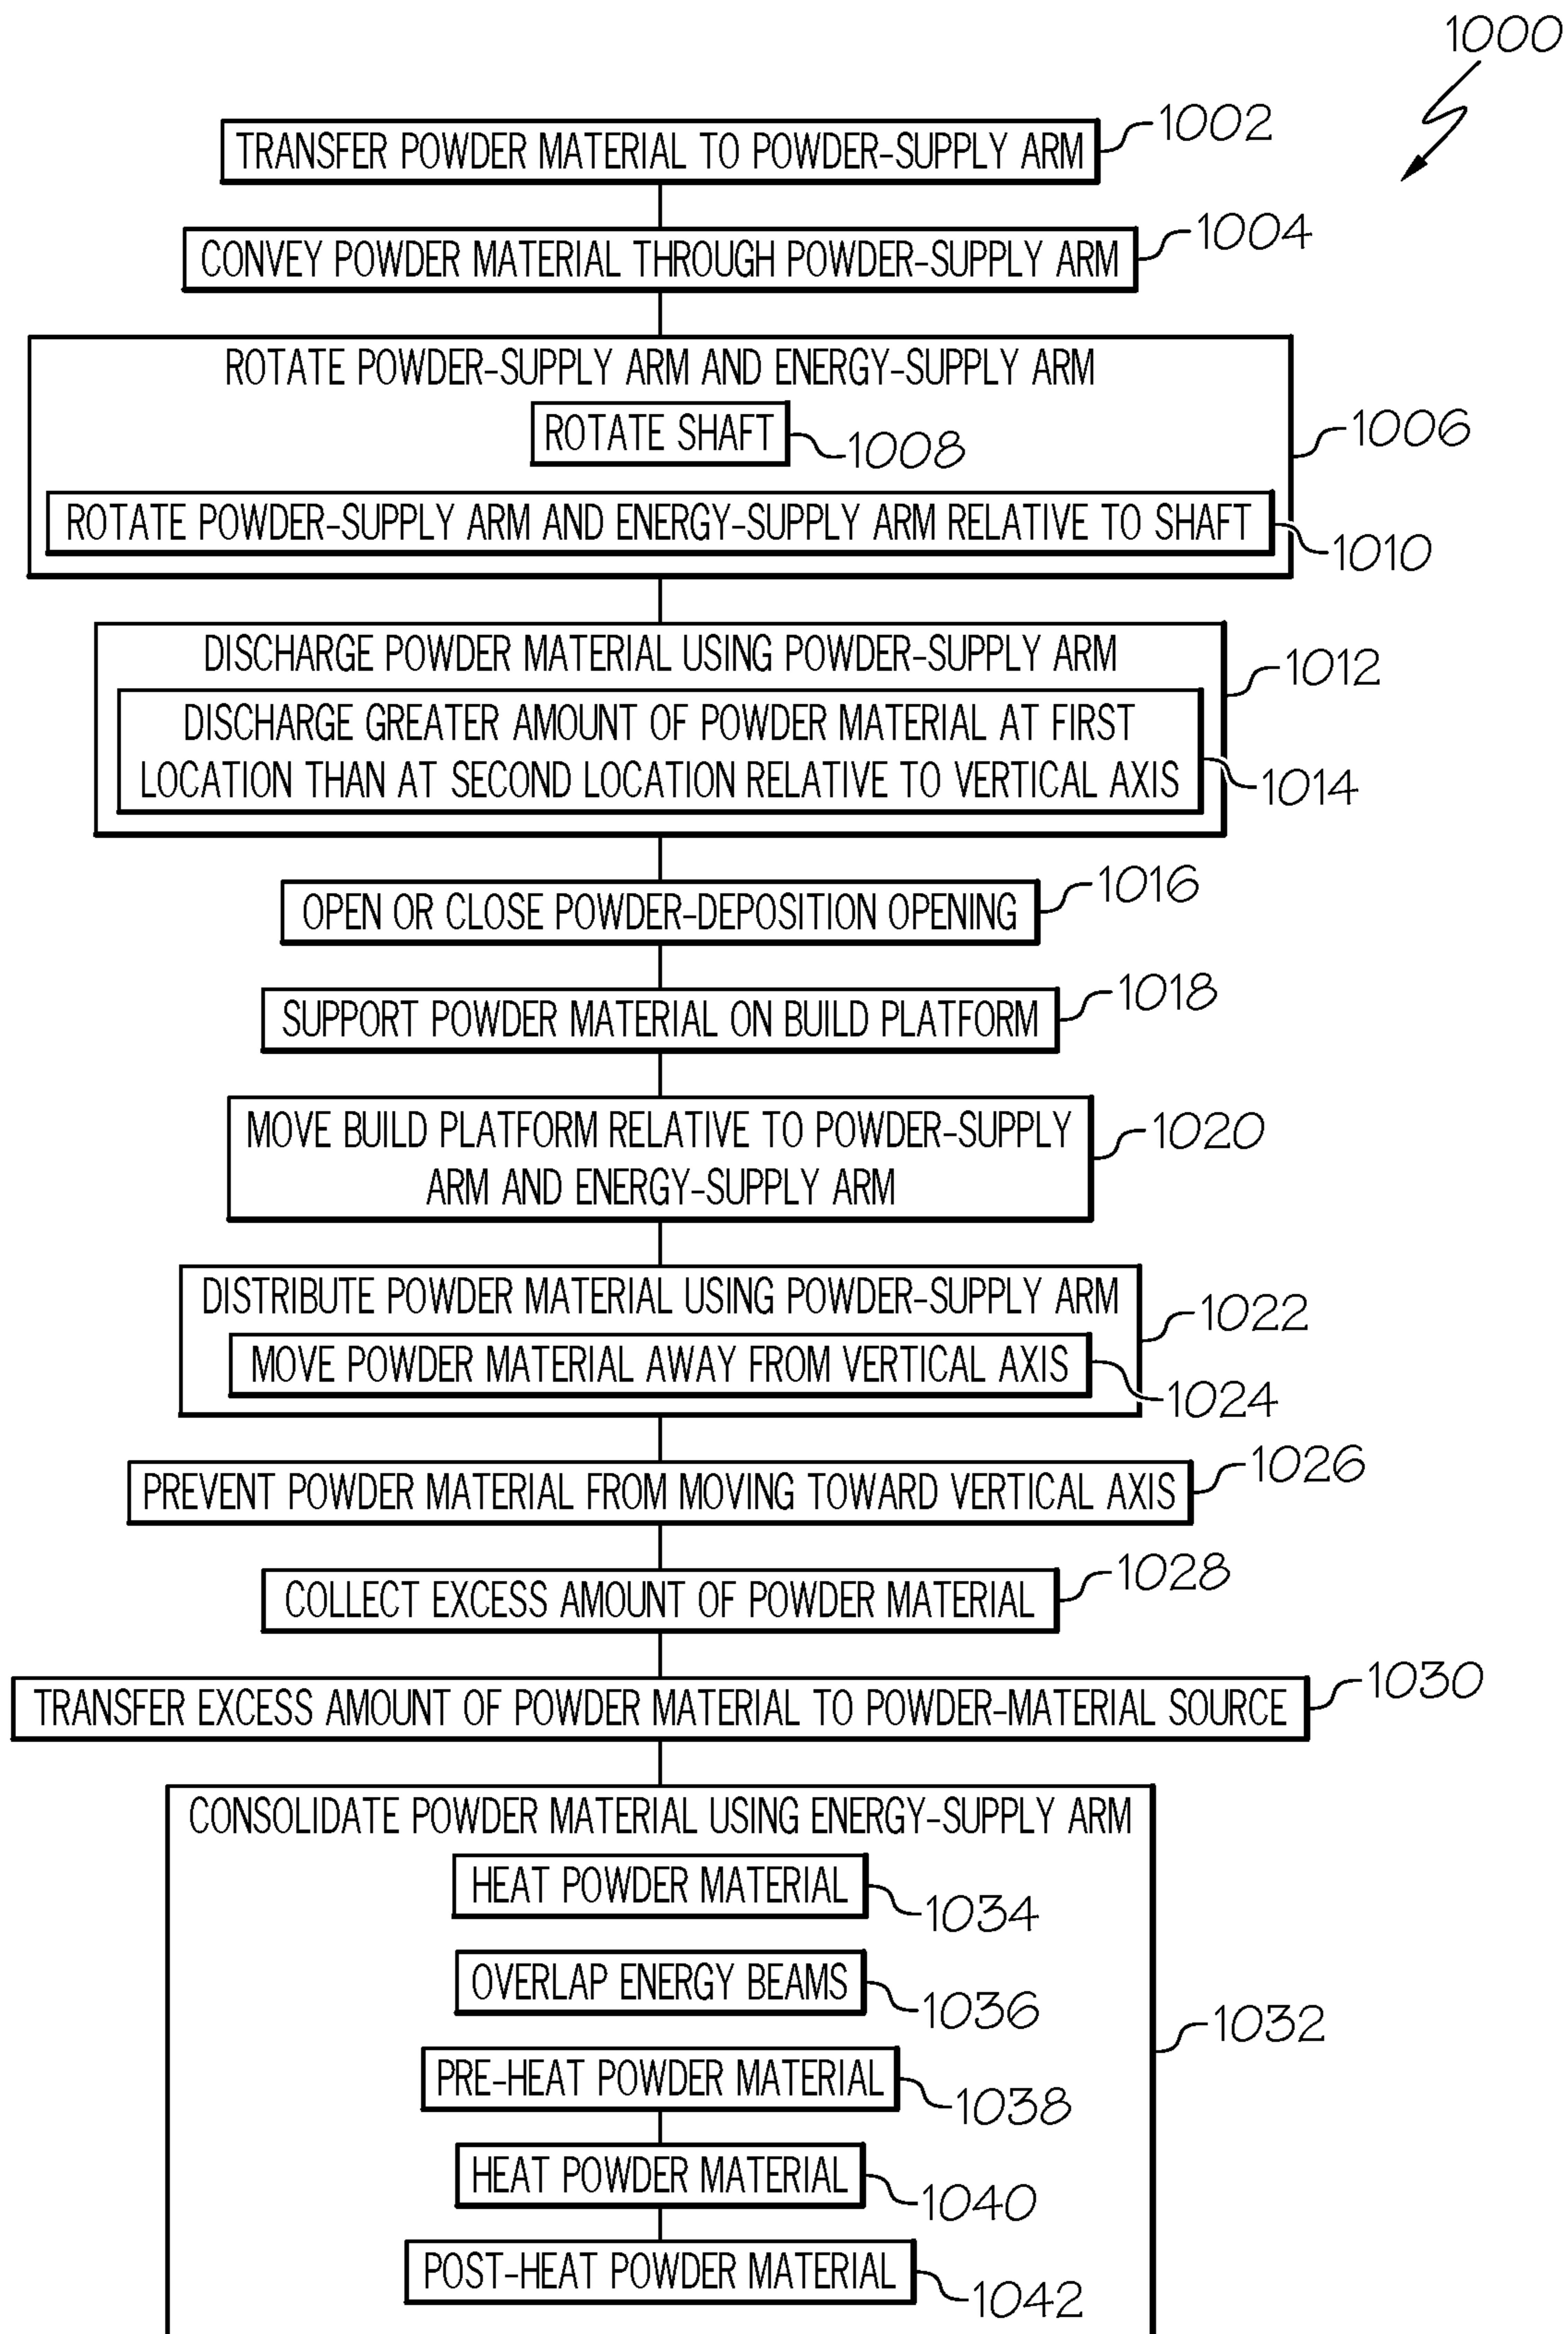 1000
TRANSFER POWDER MATERIAL TO POWDER-SUPPLY ARM
1002
CONVEY POWDER MATERIAL THROUGH POWDER-SUPPLY ARM
1004
ROTATE POWDER-SUPPLY ARM AND ENERGY-SUPPLY ARM
1006
ROTATE SHAFT
1008
ROTATE POWDER-SUPPLY ARM AND ENERGY-SUPPLY ARM RELATIVE TO SHAFT
1010
DISCHARGE POWDER MATERIAL USING POWDER-SUPPLY ARM
1012
DISCHARGE GREATER AMOUNT OF POWDER MATERIAL AT FIRST
LOCATION THAN AT SECOND LOCATION RELATIVE TO VERTICAL AXIS
1014
OPEN OR CLOSE POWDER-DEPOSITION OPENING
1016
SUPPORT POWDER MATERIAL ON BUILD PLATFORM
1018
MOVE BUILD PLATFORM RELATIVE TO POWDER-SUPPLY
ARM AND ENERGY-SUPPLY ARM
1020
DISTRIBUTE POWDER MATERIAL USING POWDER-SUPPLY ARM
1022
MOVE POWDER MATERIAL AWAY FROM VERTICAL AXIS
1024
PREVENT POWDER MATERIAL FROM MOVING TOWARD VERTICAL AXIS
1026
COLLECT EXCESS AMOUNT OF POWDER MATERIAL
1028
TRANSFER EXCESS AMOUNT OF POWDER MATERIAL TO POWDER-MATERIAL SOURCE
1030
CONSOLIDATE POWDER MATERIAL USING ENERGY-SUPPLY ARM
HEAT POWDER MATERIAL
1034
OVERLAP ENERGY BEAMS
1036
1032
PRE-HEAT POWDER MATERIAL
1038
HEAT POWDER MATERIAL
1040
POST-HEAT POWDER MATERIAL
1042